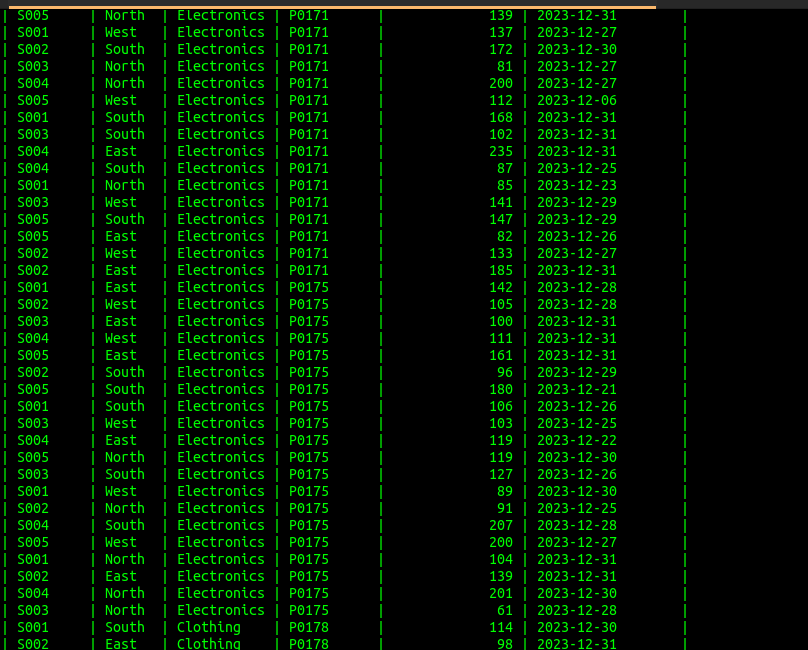 | S005     | North  | Electronics | P0171      |             139 | 2023-12-31        |
| S001     | West   | Electronics | P0171      |             137 | 2023-12-27        |
| S002     | South  | Electronics | P0171      |             172 | 2023-12-30        |
| S003     | North  | Electronics | P0171      |              81 | 2023-12-27        |
| S004     | North  | Electronics | P0171      |             200 | 2023-12-27        |
| S005     | West   | Electronics | P0171      |             112 | 2023-12-06        |
| S001     | South  | Electronics | P0171      |             168 | 2023-12-31        |
| S003     | South  | Electronics | P0171      |             102 | 2023-12-31        |
| S004     | East   | Electronics | P0171      |             235 | 2023-12-31        |
| S004     | South  | Electronics | P0171      |              87 | 2023-12-25        |
| S001     | North  | Electronics | P0171      |              85 | 2023-12-23        |
| S003     | West   | Electronics | P0171      |             141 | 2023-12-29        |
| S005     | South  | Electronics | P0171      |             147 | 2023-12-29        |
| S005     | East   | Electronics | P0171      |              82 | 2023-12-26        |
| S002     | West   | Electronics | P0171      |             133 | 2023-12-27        |
| S002     | East   | Electronics | P0171      |             185 | 2023-12-31        |
| S001     | East   | Electronics | P0175      |             142 | 2023-12-28        |
| S002     | West   | Electronics | P0175      |             105 | 2023-12-28        |
| S003     | East   | Electronics | P0175      |             100 | 2023-12-31        |
| S004     | West   | Electronics | P0175      |             111 | 2023-12-31        |
| S005     | East   | Electronics | P0175      |             161 | 2023-12-31        |
| S002     | South  | Electronics | P0175      |              96 | 2023-12-29        |
| S005     | South  | Electronics | P0175      |             180 | 2023-12-21        |
| S001     | South  | Electronics | P0175      |             106 | 2023-12-26        |
| S003     | West   | Electronics | P0175      |             103 | 2023-12-25        |
| S004     | East   | Electronics | P0175      |             119 | 2023-12-22        |
| S005     | North  | Electronics | P0175      |             119 | 2023-12-30        |
| S003     | South  | Electronics | P0175      |             127 | 2023-12-26        |
| S001     | West   | Electronics | P0175      |              89 | 2023-12-30        |
| S002     | North  | Electronics | P0175      |              91 | 2023-12-25        |
| S004     | South  | Electronics | P0175      |             207 | 2023-12-28        |
| S005     | West   | Electronics | P0175      |             200 | 2023-12-27        |
| S001     | North  | Electronics | P0175      |             104 | 2023-12-31        |
| S002     | East   | Electronics | P0175      |             139 | 2023-12-31        |
| S004     | North  | Electronics | P0175      |             201 | 2023-12-30        |
| S003     | North  | Electronics | P0175      |              61 | 2023-12-28        |
| S001     | South  | Clothing    | P0178      |             114 | 2023-12-30        |
| S002     | East   | Clothing    | P0178      |              98 | 2023-12-31        |